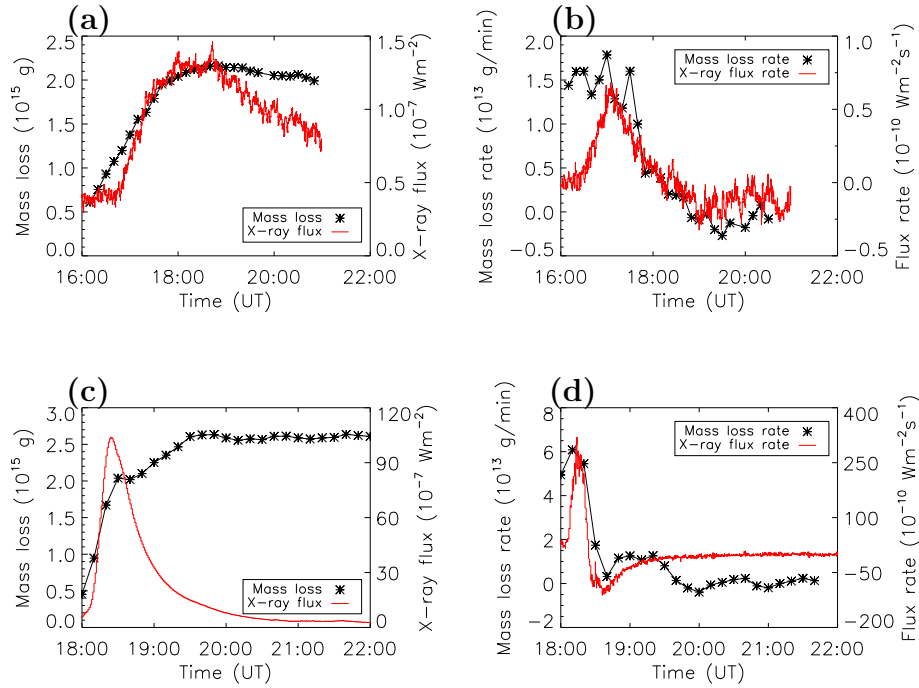 (a)
Mass loss (10^15 g)
2.5
2.0
1.5
1.0
0.5
0.0
X-ray flux (10^-7 Wm^-2)
1.5
1.0
0.5
0.0
Mass loss
X-ray flux
16:00 18:00 20:00 22:00
Time (UT)
(b)
Mass loss rate (10^13 g/min)
2.0
1.5
1.0
0.5
0.0
−0.5
Flux rate (10^-10 Wm^-2s^-1)
1.0
0.5
0.0
−0.5
Mass loss rate
X-ray flux rate
16:00 18:00 20:00 22:00
Time (UT)
(c)
Mass loss (10^15 g)
3.0
2.5
2.0
1.5
1.0
0.5
0.0
X-ray flux (10^-7 Wm^-2)
120
90
60
30
0
Mass loss
X-ray flux
18:00 19:00 20:00 21:00 22:00
Time (UT)
(d)
Mass loss rate (10^13 g/min)
8
6
4
2
0
−2
Flux rate (10^-10 Wm^-2s^-1)
400
300
100
−50
−200
Mass loss rate
X-ray flux rate
18:00 19:00 20:00 21:00 22:00
Time (UT)